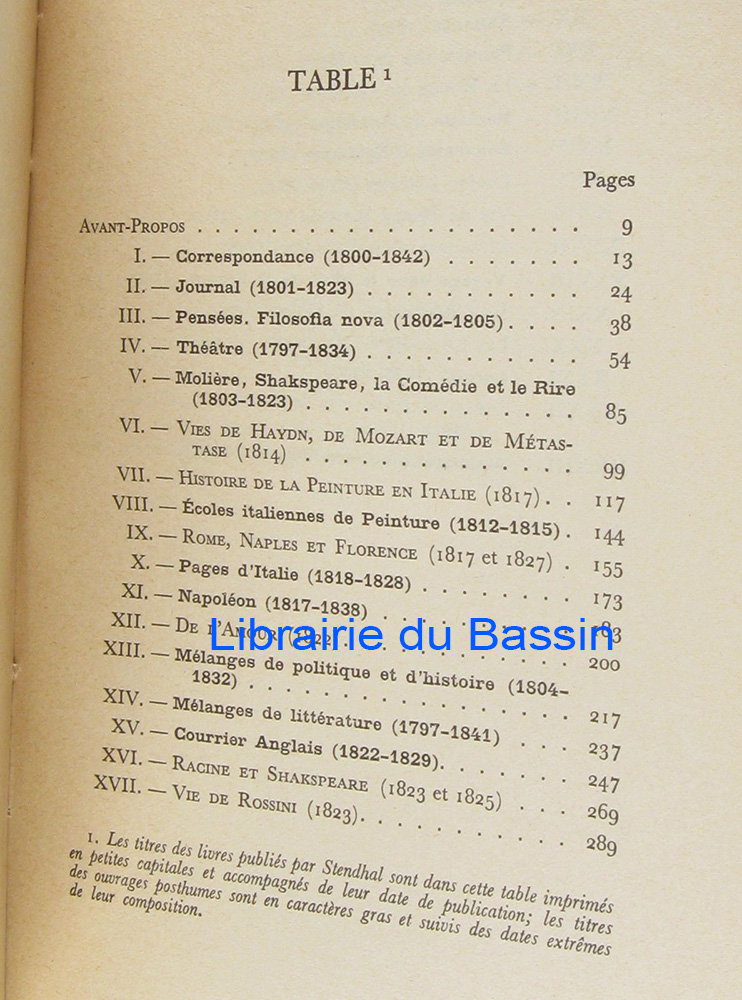 TABLE ¹
Pages
AVANT-PROPOS . . . . . . . . . . . . . . . . . . . . 9
I. — Correspondance (1800-1842) . . . . . . . 13
II. — Journal (1801-1823) . . . . . . . . . . . 24
III. — Pensées. Filosofia nova (1802-1805). . . . 38
IV. — Théâtre (1797-1834) . . . . . . . . . . . 54
V. — Molière, Shakspeare, la Comédie et le Rire
(1803-1823) . . . . . . . . . . . . . . 85
VI. — VIES DE HAYDN, DE MOZART ET DE MÉTAS-
TASE (1814) . . . . . . . . . . . . . . 99
VII. — HISTOIRE DE LA PEINTURE EN ITALIE (1817). . 117
VIII. — Écoles italiennes de Peinture (1812-1815) . 144
IX. — ROME, NAPLES ET FLORENCE (1817 et 1827) . 155
X. — Pages d'Italie (1818-1828) . . . . . . . . 173
XI. — Napoléon (1817-1838) . . . . . . . . . . 183
Librairie du Bassin
XII. — DE L'AMOUR (1822) . . . . . . . . . . . 200
XIII. — Mélanges de politique et d'histoire (1804-
1832) . . . . . . . . . . . . . . . . 217
XIV. — Mélanges de littérature (1797-1841) . . . 237
XV. — Courrier Anglais (1822-1829). . . . . . . 247
XVI. — RACINE ET SHAKSPEARE (1823 et 1825) . . . 269
XVII. — VIE DE ROSSINI (1823). . . . . . . . . . 289
1. Les titres des livres publiés par Stendhal sont dans cette table imprimés
en petites capitales et accompagnés de leur date de publication; les titres
des ouvrages posthumes sont en caractères gras et suivis des dates extrêmes
de leur composition.